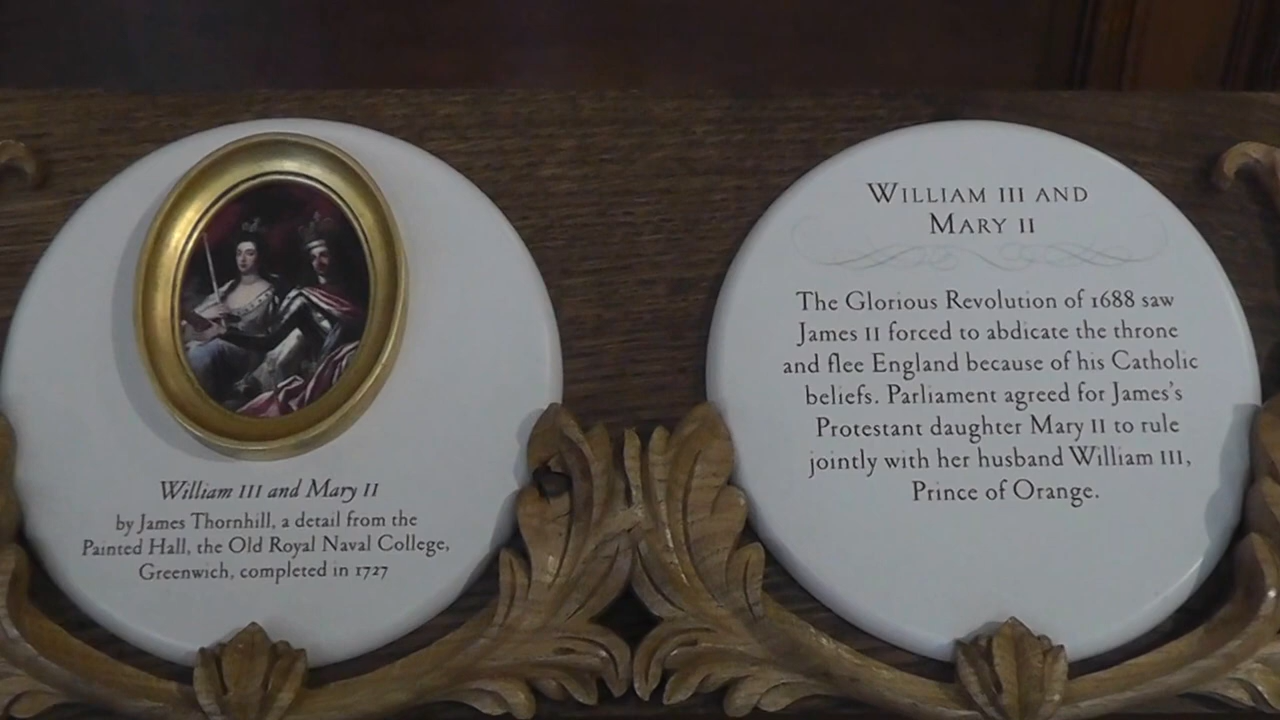 William III and Mary II
by James Thornhill, a detail from the
Painted Hall, the Old Royal Naval College,
Greenwich, completed in 1727
WILLIAM III AND
MARY II
The Glorious Revolution of 1688 saw
James II forced to abdicate the throne
and flee England because of his Catholic
beliefs. Parliament agreed for James's
Protestant daughter Mary II to rule
jointly with her husband William III,
Prince of Orange.